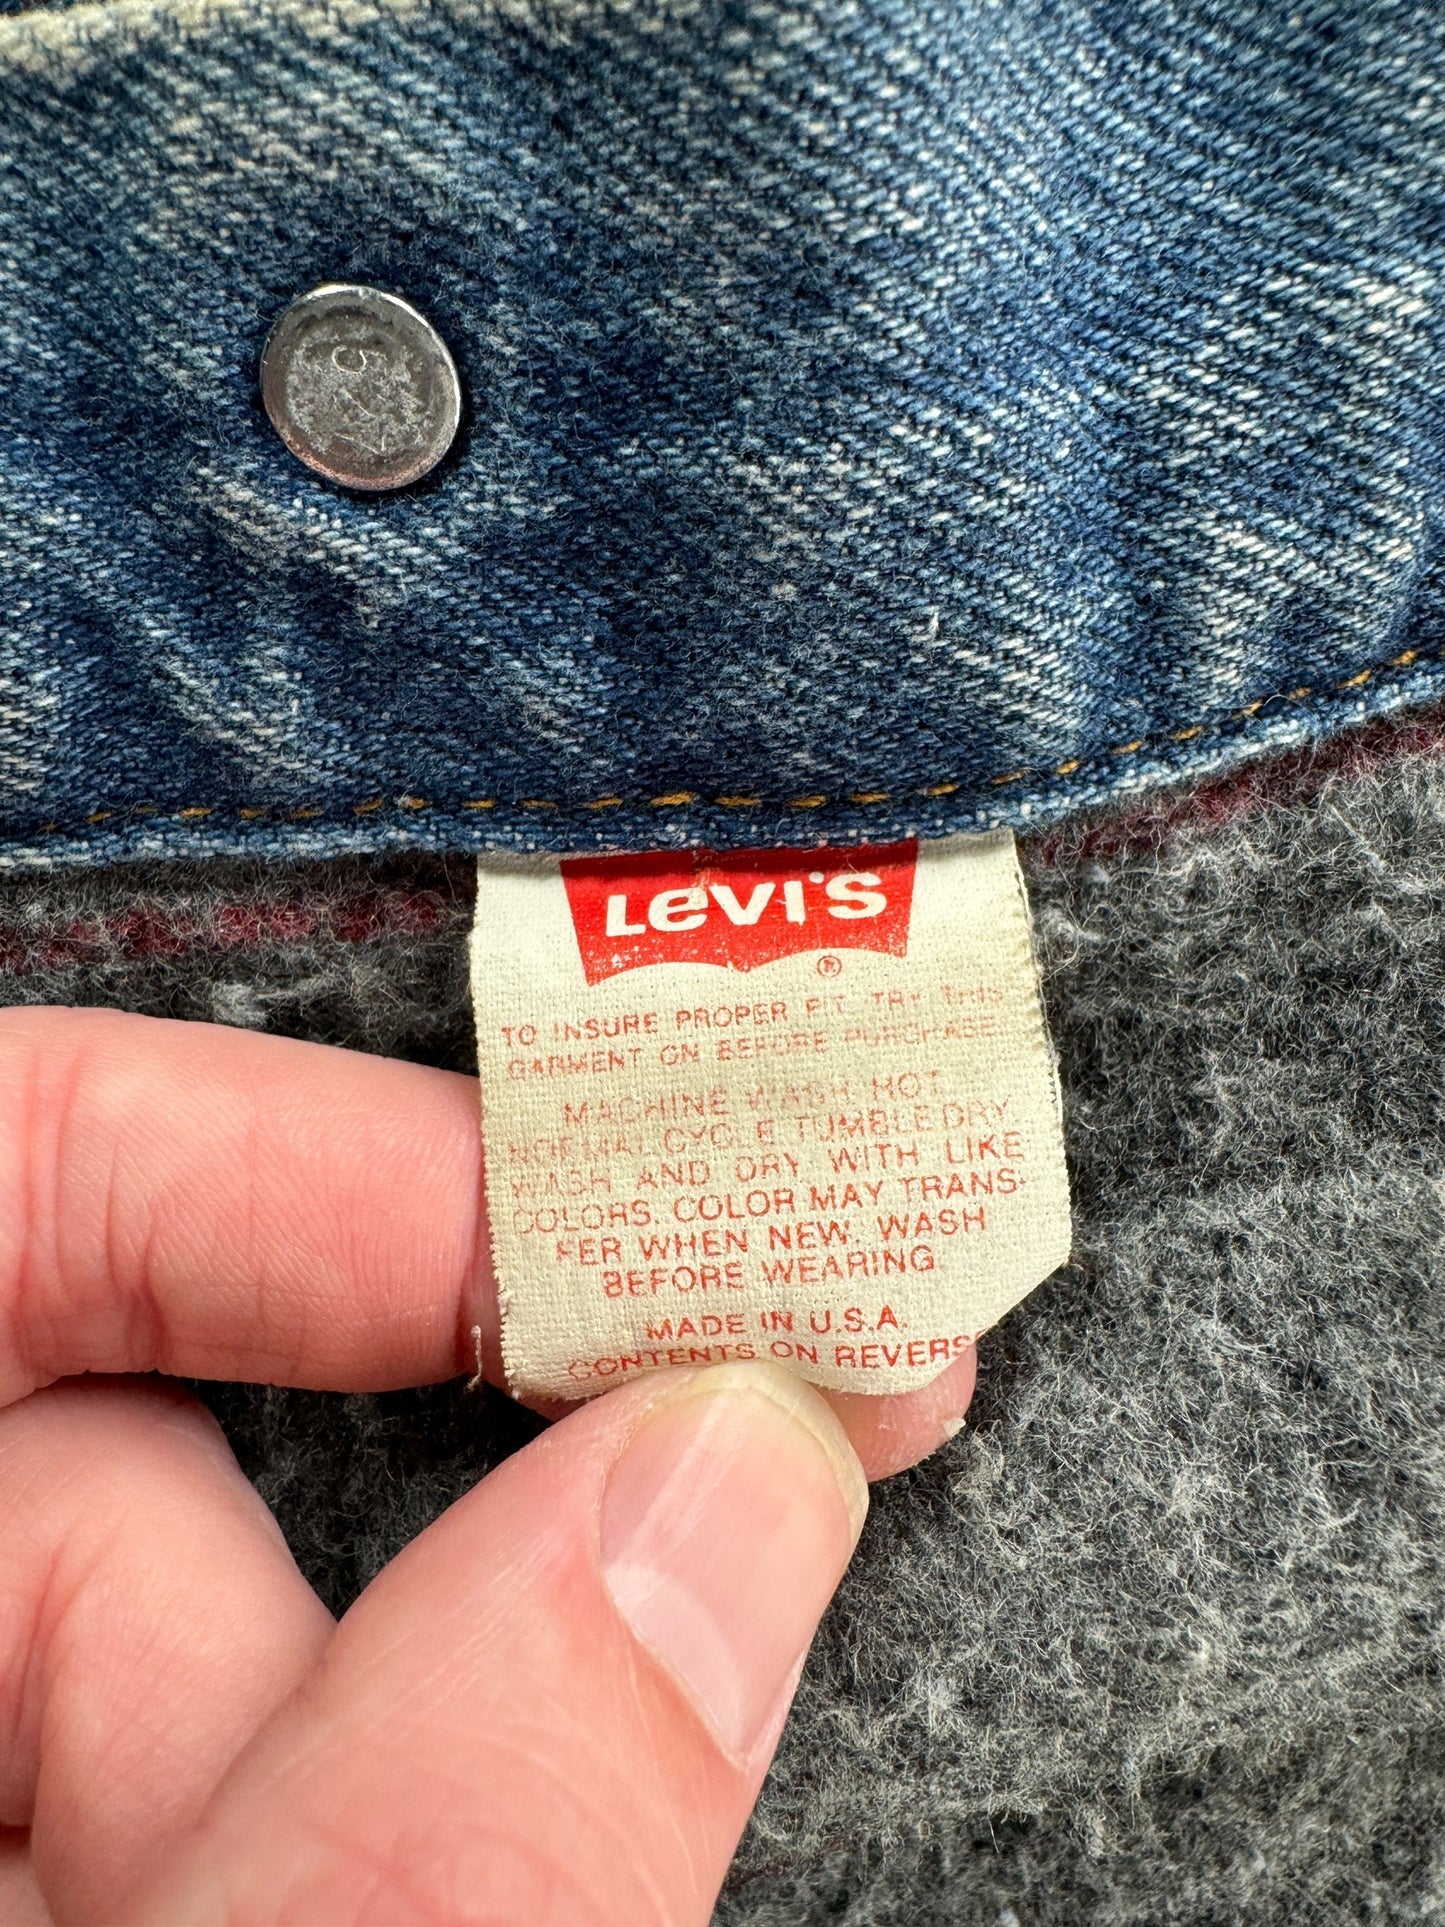 LEVI'S
®
TO INSURE PROPER FIT, TRY THIS
GARMENT ON BEFORE PURCHASE
MACHINE WASH HOT
NORMAL CYCLE TUMBLE DRY
WASH AND DRY WITH LIKE
COLORS. COLOR MAY TRANS-
FER WHEN NEW. WASH
BEFORE WEARING
MADE IN U.S.A.
CONTENTS ON REVERSE